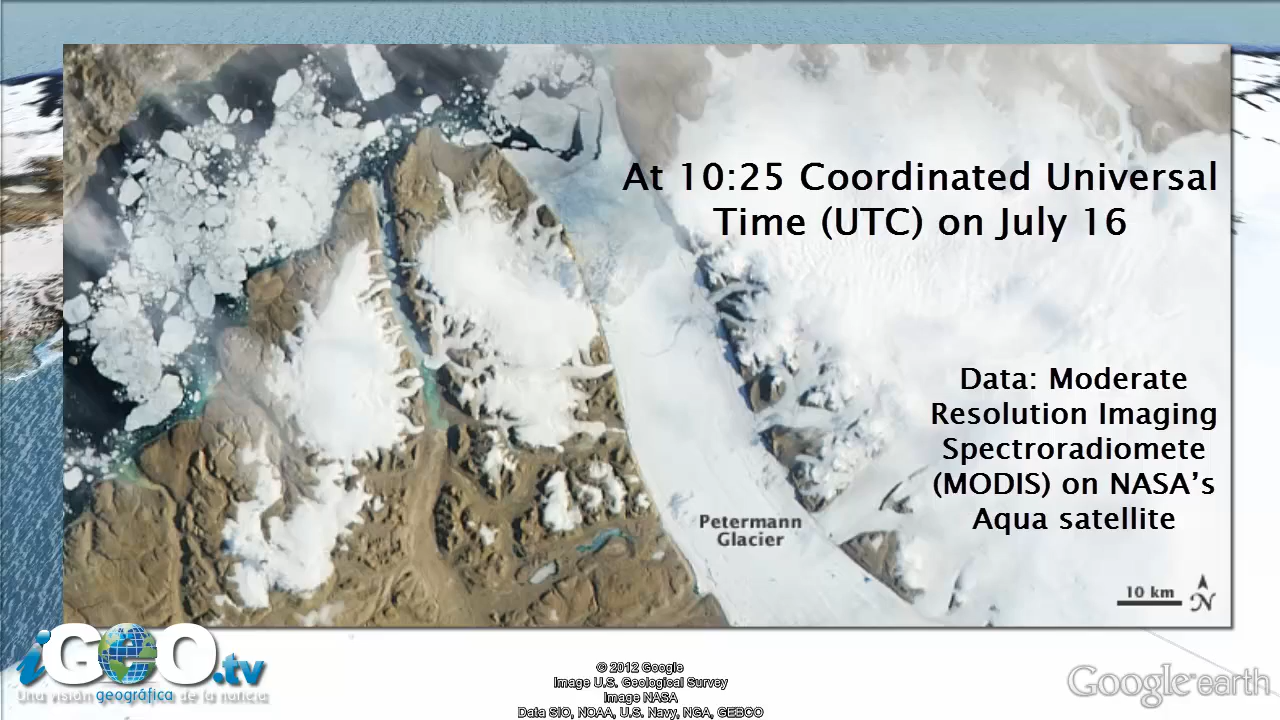 At 10:25 Coordinated Universal
Time (UTC) on July 16
Data: Moderate
Resolution Imaging
Spectroradiomete
(MODIS) on NASA's
Aqua satellite
Petermann
Glacier
10 km
N
iGEO.tv
Una visión geográfica de la noticia
© 2012 Google
Image U.S. Geological Survey
Image NASA
Data SIO, NOAA, U.S. Navy, NGA, GEBCO
Google earth